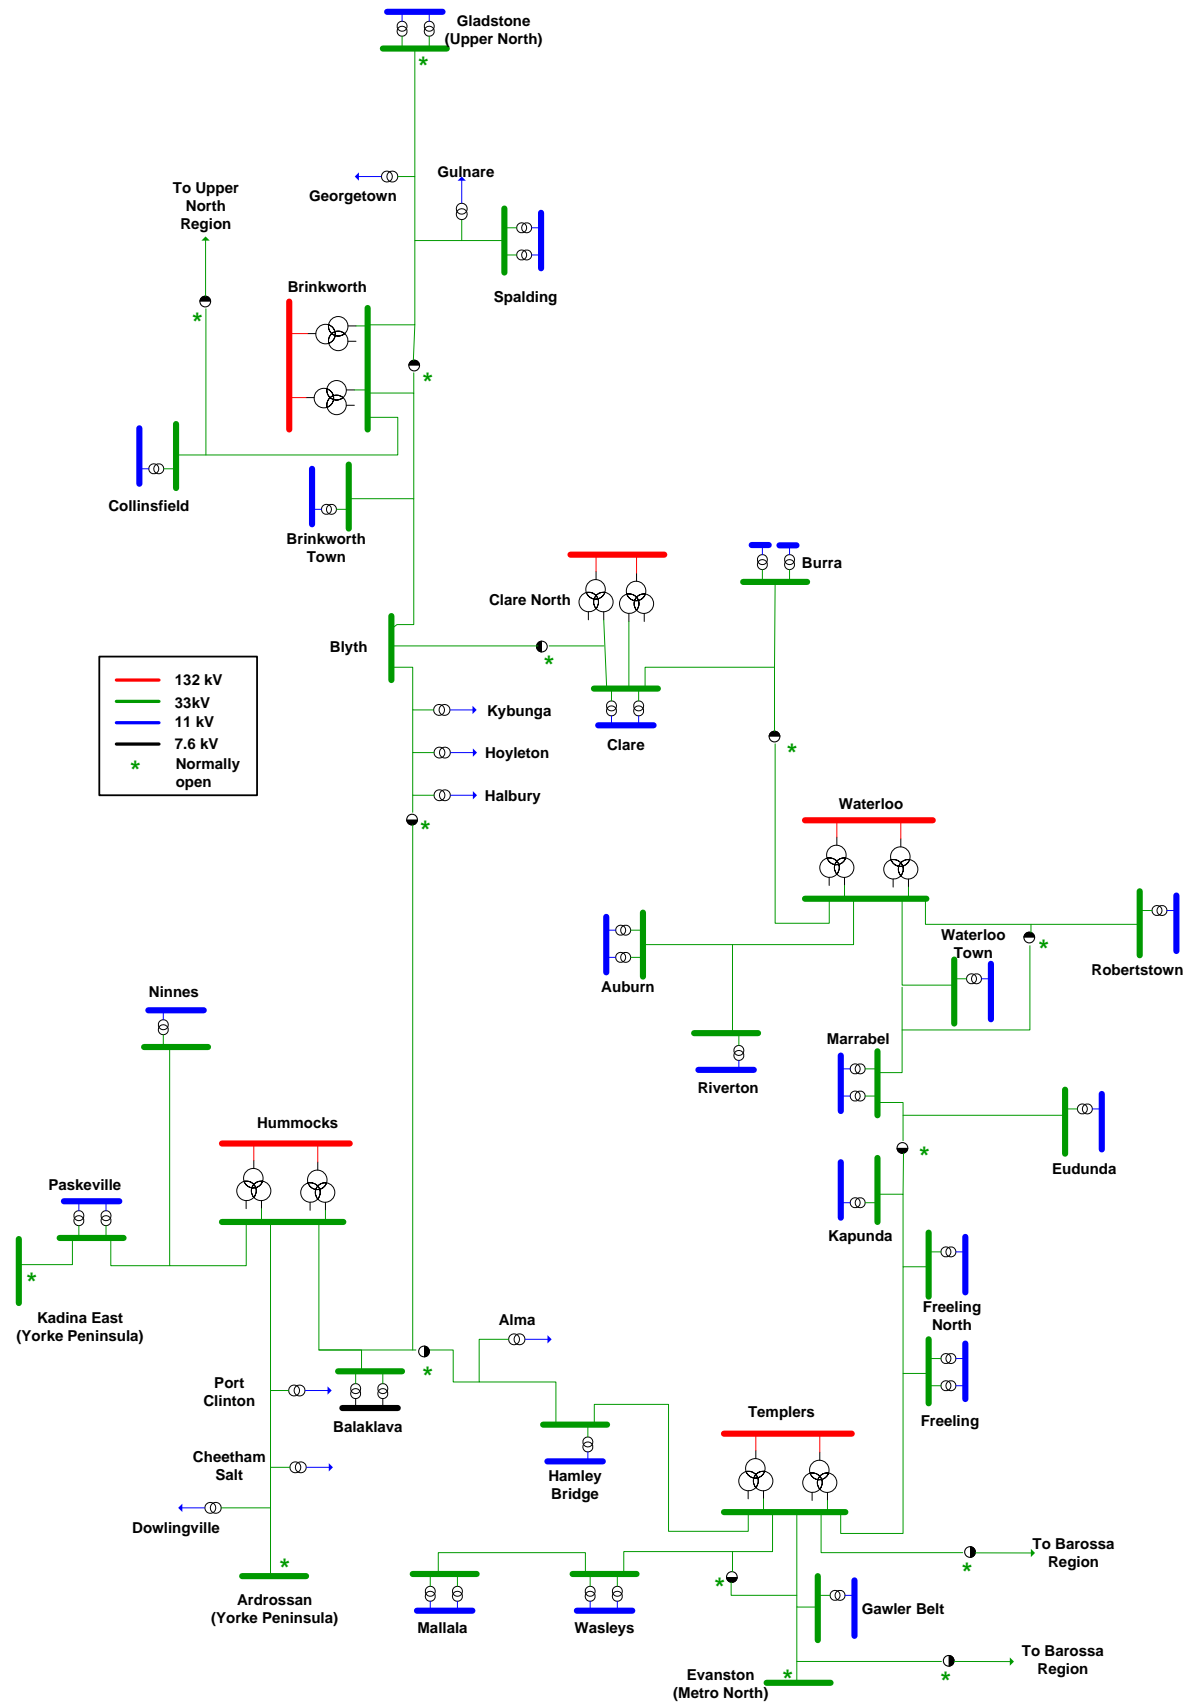 Gladstone
(Upper North)
*
Gulnare
Georgetown
To Upper
North
Region
Spalding
Brinkworth
*
*
Collinsfield
Brinkworth
Town
Burra
Clare North
Blyth
*
132 kV
33kV
11 kV
7.6 kV
* Normally
open
Kybunga
Clare
Hoyleton
*
Halbury
Waterloo
*
Waterloo
Town
*
Robertstown
Auburn
Ninnes
Marrabel
Riverton
Hummocks
*
Eudunda
Paskeville
Kapunda
*
Kadina East
(Yorke Peninsula)
Freeling
North
Alma
*
Port
Clinton
Balaklava
Templers
Freeling
Cheetham
Salt
Hamley
Bridge
Dowlingville
To Barossa
Region
*
*
Ardrossan
(Yorke Peninsula)
*
Mallala
Wasleys
Gawler Belt
To Barossa
Region
*
*
Evanston
(Metro North)